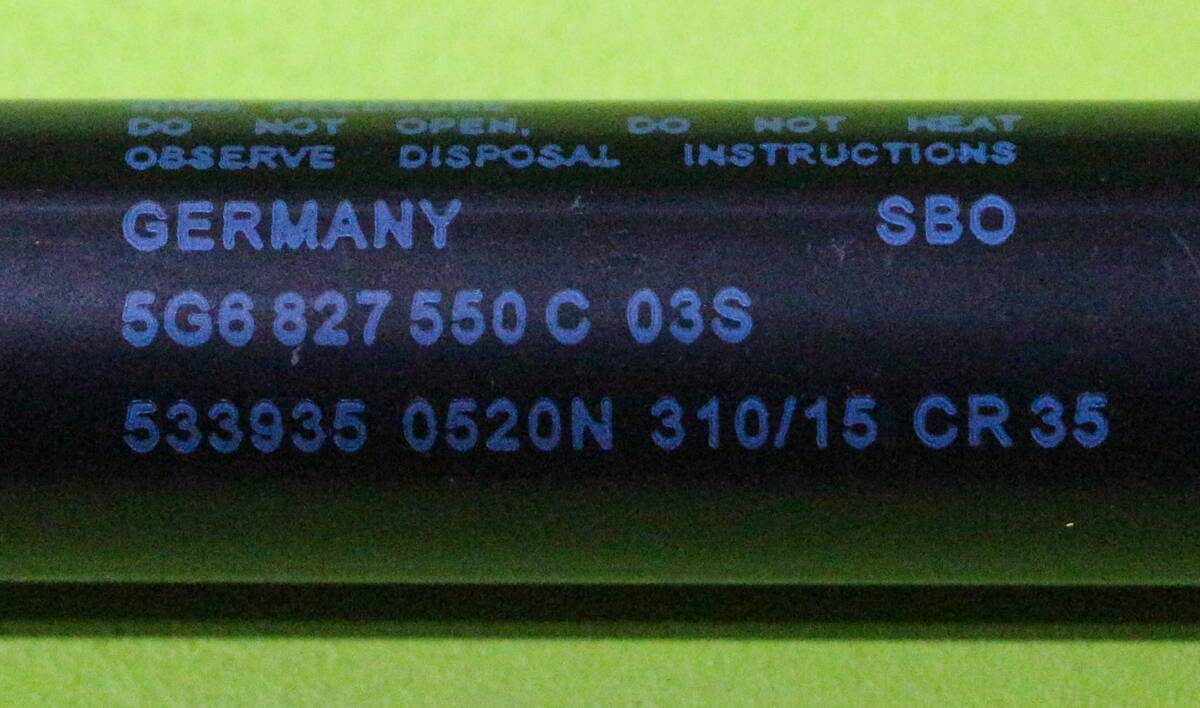 DO NOT OPEN. DO NOT HEAT
OBSERVE DISPOSAL INSTRUCTIONS
GERMANY SBO
5G6 827 550 C 03S
533935 0520N 310/15 CR 35